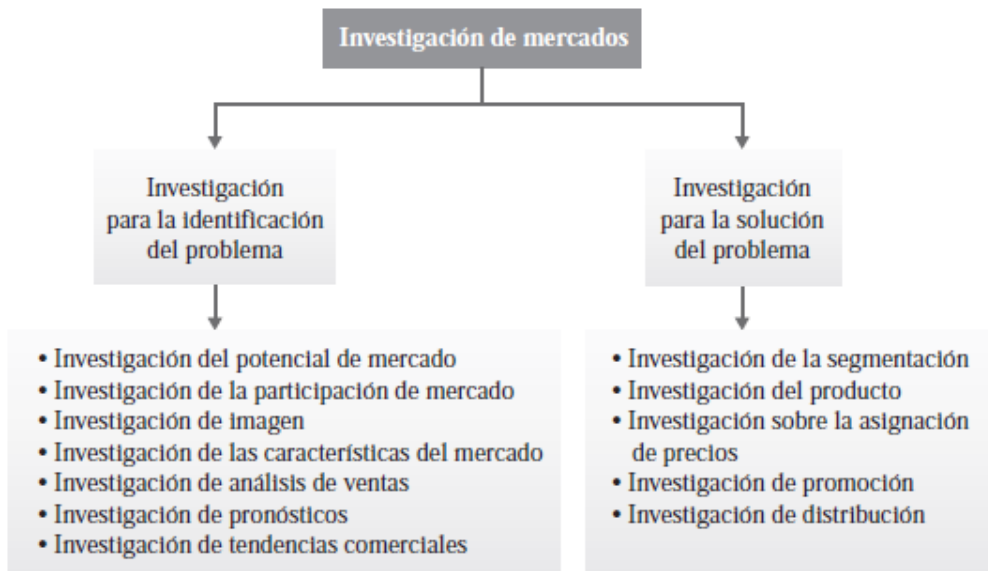 Investigación de mercados
Investigación
para la identificación
del problema
Investigación
para la solución
del problema
• Investigación del potencial de mercado
• Investigación de la participación de mercado
• Investigación de imagen
• Investigación de las características del mercado
• Investigación de análisis de ventas
• Investigación de pronósticos
• Investigación de tendencias comerciales
• Investigación de la segmentación
• Investigación del producto
• Investigación sobre la asignación
de precios
• Investigación de promoción
• Investigación de distribución